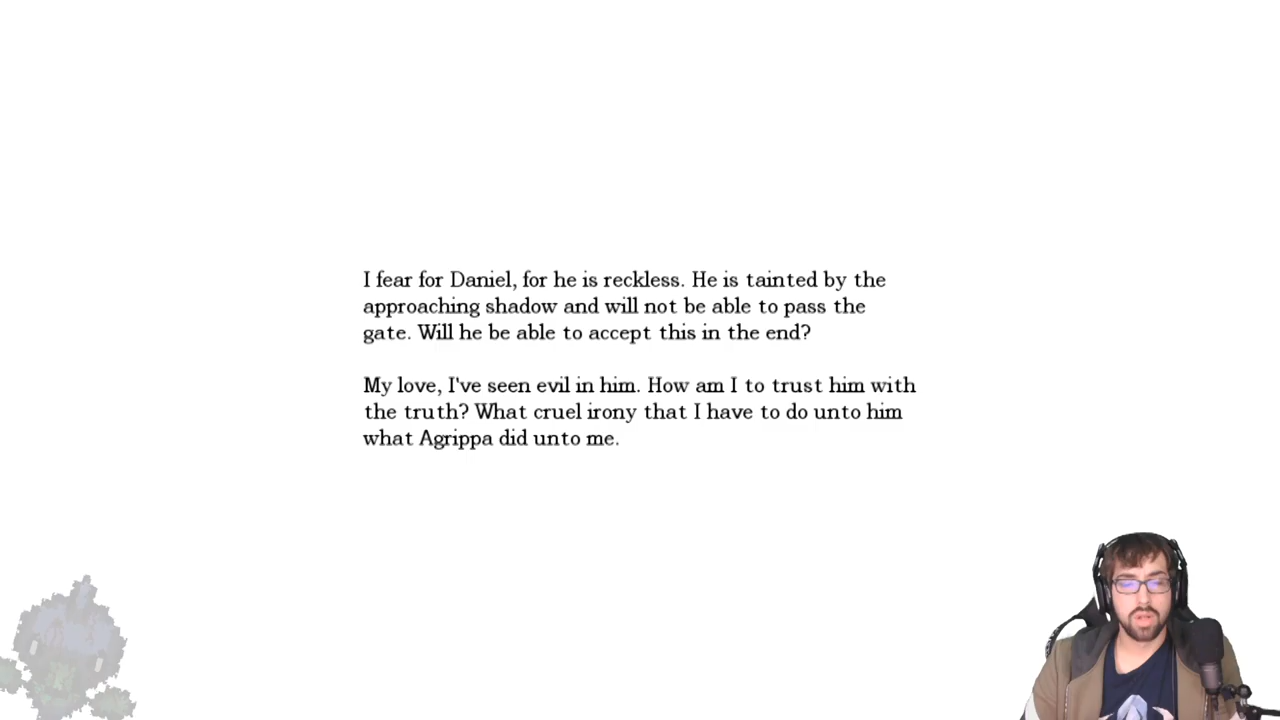 I fear for Daniel, for he is reckless. He is tainted by the
approaching shadow and will not be able to pass the
gate. Will he be able to accept this in the end?
My love, I've seen evil in him. How am I to trust him with
the truth? What cruel irony that I have to do unto him
what Agrippa did unto me.